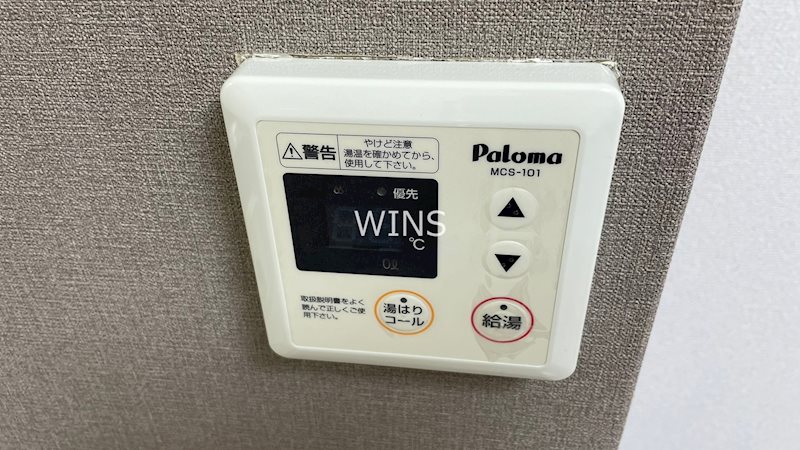 警告
やけど注意
湯温を確かめてから、
使用して下さい。
Paloma
MCS-101
優先
WINS
℃
取扱説明書をよく
読んで正しくご使
用下さい。
湯はり
コール
給湯